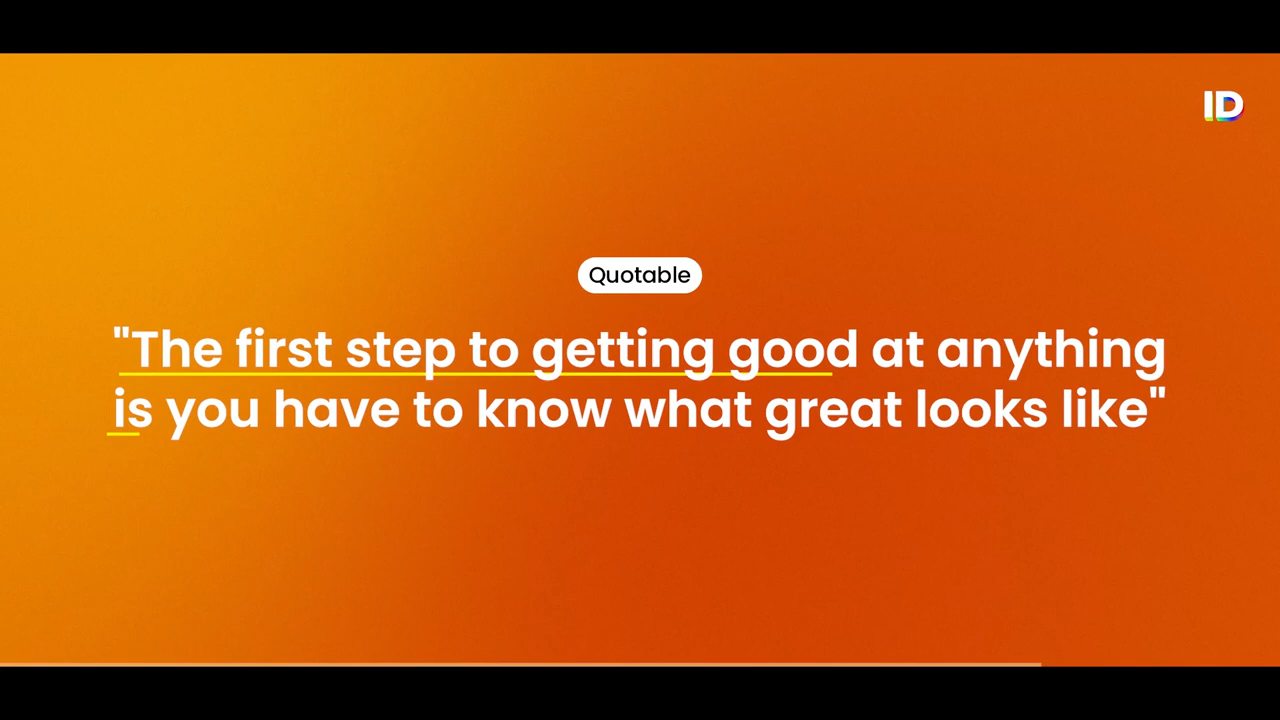 ID
Quotable
"The first step to getting good at anything
is you have to know what great looks like"